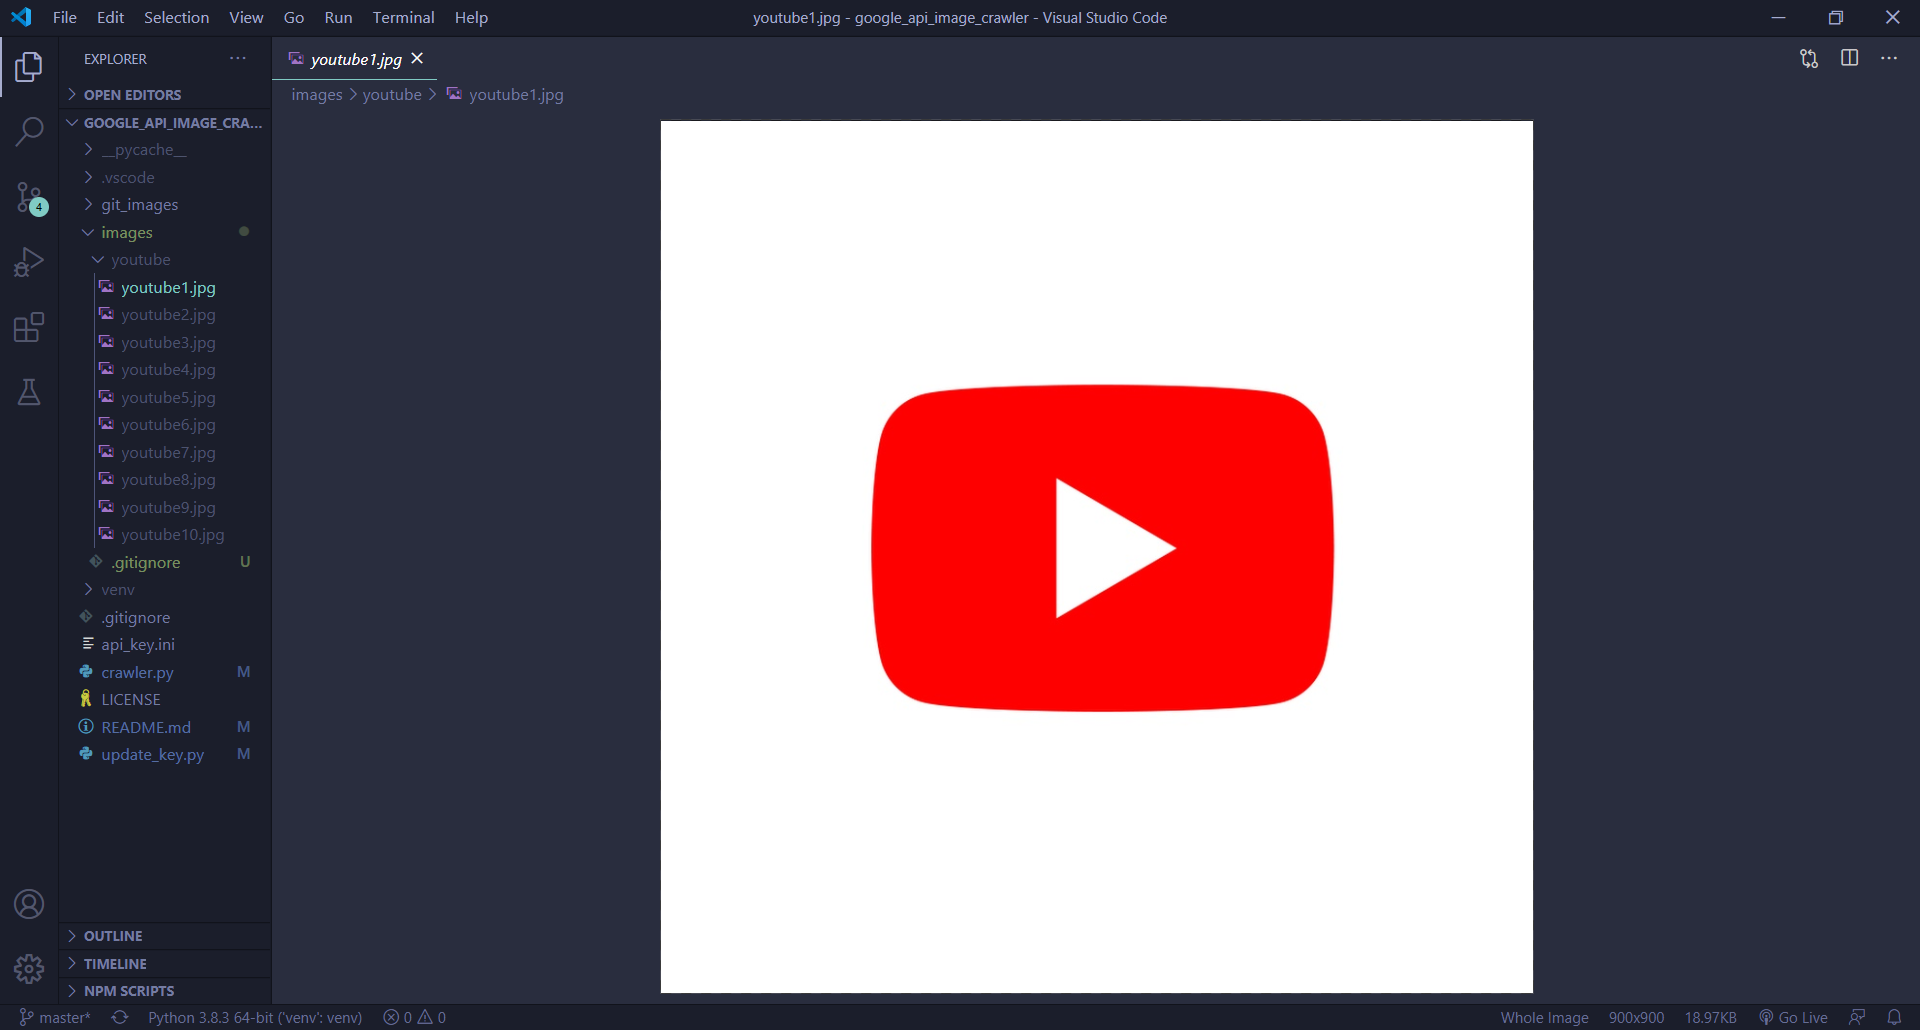 File Edit Selection View Go Run Terminal Help
youtube1.jpg - google_api_image_crawler - Visual Studio Code
EXPLORER
OPEN EDITORS
GOOGLE_API_IMAGE_CRA...
__pycache__
.vscode
git_images
images
youtube
youtube1.jpg
youtube2.jpg
youtube3.jpg
youtube4.jpg
youtube5.jpg
youtube6.jpg
youtube7.jpg
youtube8.jpg
youtube9.jpg
youtube10.jpg
.gitignore U
venv
.gitignore
api_key.ini
crawler.py M
LICENSE
README.md M
update_key.py M
OUTLINE
TIMELINE
NPM SCRIPTS
4
youtube1.jpg
images > youtube > youtube1.jpg
master* Python 3.8.3 64-bit ('venv': venv) 0 0
Whole Image 900x900 18.97KB Go Live